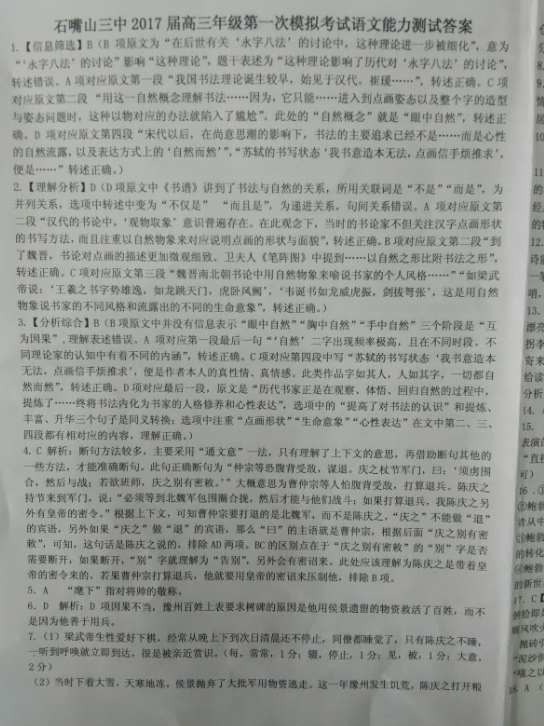 石嘴山三中 2017 届高三年级第一次模拟考试语文能力测试答案
1.【信息筛选】B（B 项原文为“在后世有关‘永字八法’的讨论中，这种理论进一步被细化”，意为
“‘永字八法’的讨论”影响“这种理论”，题干表述为“这种理论影响了历代对‘永字八法’的讨论”，
转述错误。A 项对应原文第一段“我国书法理论诞生较早，始见于汉代。崔瑗……”，转述正确。C 项
对应原文第二段“用这一自然概念理解书法……因为，它只能……进入到点画姿态以及整个字的造型
与姿态问题时，这种以物对应的办法就陷入了尴尬”。此处的“自然概念”就是“眼中自然”，转述正
确。D 项对应原文第四段“宋代以后，在尚意思潮的影响下，书法的主要追求已经不是……而是心性
的自然流露，以及表达方式上的‘自然而然’”，“苏轼的书写状态‘我书意造本无法，点画信手烦推求’，
便是……”转述正确。）
2.【理解分析】D（D 项原文中《书谱》讲到了书法与自然的关系，所用关联词是“不是”“而是”，为
并列关系，选项中转述中变为“不仅是” “而且是”，为递进关系，句间关系错误。A 项对应原文第
二段“汉代的书论中，‘观物取象’意识普遍存在。在此观念下，当时的书论家不但关注汉字点画形状
的书写方法，而且注重以自然物象来对应说明点画的形状与面貌”，转述正确。B 项对应原文第二段“到
了魏晋，书论对点画的描述更加微观细致。卫夫人《笔阵图》中提到……以自然之形比附书法之形”，
转述正确。C 项对应原文第三段“魏晋南北朝书论中用自然物象来喻说书家的个人风格……”“如梁武
帝说：‘王羲之书字势雄逸，如龙跳天门，虎卧凤阙’，‘韦诞书如龙威虎振，剑拔弩张’，这是用自然
物象说书家的不同风格和流露出的不同的生命意象”，转述正确。）
3.【分析综合】B（B 项原文中并没有信息表示“眼中自然”“胸中自然”“手中自然”三个阶段是“互
为因果”，理解表述错误。A 项对应第一段最后一句“‘自然’二字出现频率极高，且在不同时段、不
同理论家的认知中有着不同的内涵”，转述正确。C 项对应第四段中写“苏轼的书写状态‘我书意造本
无法，点画信手烦推求’，便是作者本人的真性情、真情感。此类作品字如其人，人如其字，一切都自
然而然”，转述正确。D 项对应最后一段，原文是“历代书家正是在观察、体悟、回归自然的过程中，
提炼了……终将书法内化为书家的人格修养和心性表达”，选项中的“提高了对书法的认识”和提炼、
丰富、升华三个句子是同义转换；选项中注重“点画形状”“生命意象”“心性表达”在文中第二、三、
四段都有相对应的内容，理解正确。）
4. C 解析：断句方法较多，主要采用“通文意”一法，只有理解了上下文的意思，再借助断句其他的
一些方法，才能准确断句。此句正确断句为“仲宗等恐腹背受敌，谋退。庆之杖节军门，曰：‘须虏围
合，然后与战；若欲班师，庆之别有密敕。’”大概意思为曹仲宗等人怕腹背受敌，打算退兵，陈庆之
持节来到军门，说：“必须等到北魏军包围圈合拢，然后才能与他们战斗；如果打算退兵，我陈庆之另
外有皇帝的密令。”根据上下文，可知曹仲宗要打退的是北魏军，而不是陈庆之，“庆之”不能做“退”
的宾语，另外如果“庆之”做“退”的宾语，那么“曰”的主语就是曹仲宗，根据后面“庆之别有密
敕”，可知，这句话是陈庆之说的，排除 AD 两项。BC 的区别点在于“庆之别有密敕”的“别”字是否
需要断开，如果断开，“别”字就理解为“告别”，另外会有密诏来。此处应该理解为陈庆之是带着皇
帝的密令来的，若果曹仲宗打算退兵，他就要用皇帝的密诏来压制他，排除 B 项。
5. A “麾下”指对将帅的尊称。
6. D 解析：D 项因果不当，豫州百姓上表要求树碑的原因是他用侯景遗留的物资救活了百姓，而不
是因为他善于用兵。
7.（1）梁武帝生性爱好下棋，经常从晚上下到次日清晨还不停止，同僚都睡觉了，只有陈庆之不睡，
一听到呼唤就立即到达，很是被亲近赏识。（每，常常，1 分；辍，停止，1 分；见，被，1 分；大意，
2 分）
（2）当时下着大雪，天寒地冻，侯景抛弃了大批军用物资逃走。这一年豫州发生饥荒，陈庆之打开粮